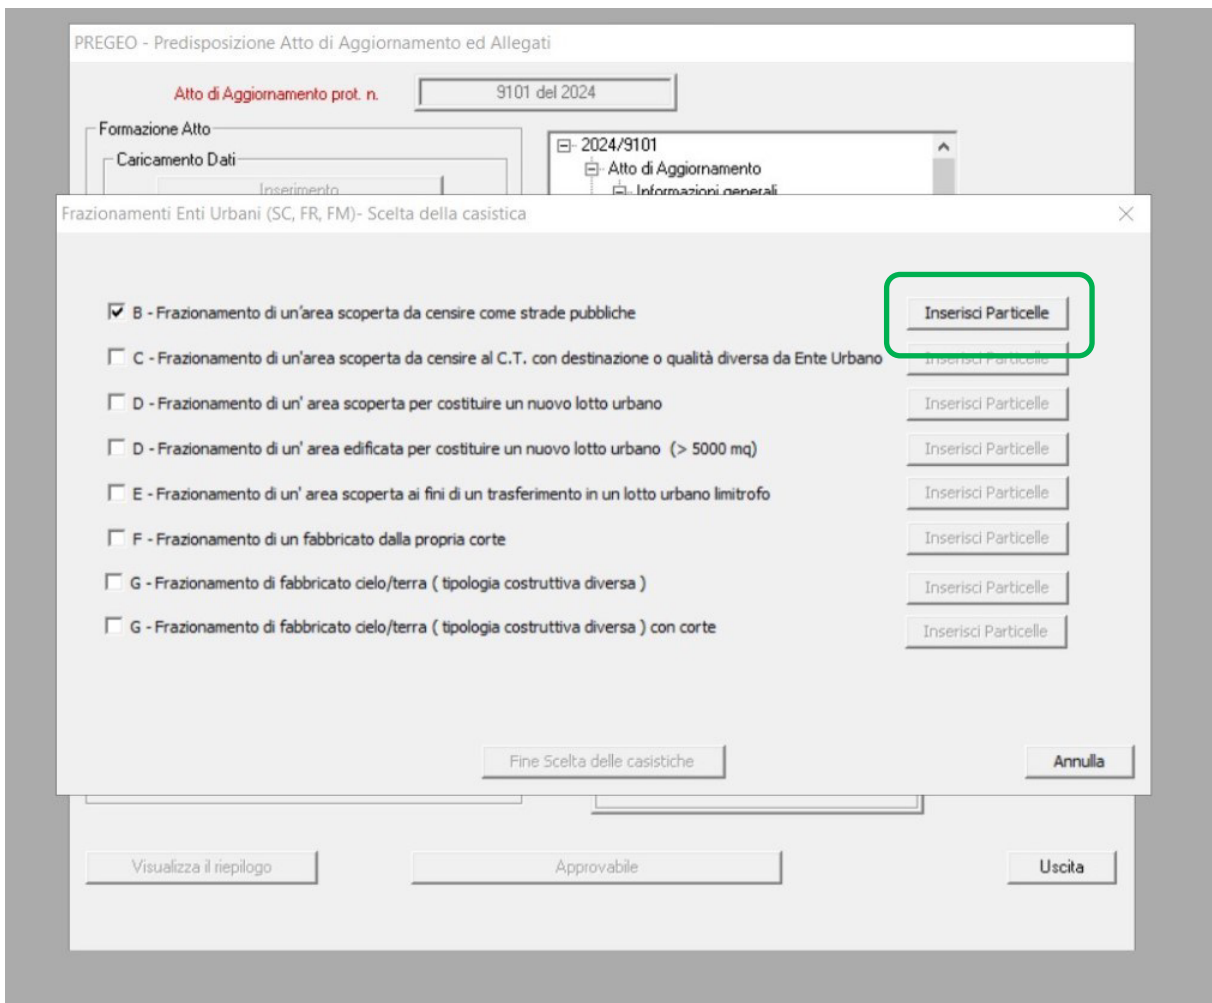 PREGEO - Predisposizione Atto di Aggiornamento ed Allegati
Atto di Aggiornamento prot. n. 9101 del 2024
Formazione Atto
2024/9101
Caricamento Dati
Atto di Aggiornamento
Inserimento
Informazioni generali
Frazionamenti Enti Urbani (SC, FR, FM)- Scelta della casistica
B - Frazionamento di un'area scoperta da censire come strade pubbliche Inserisci Particelle
C - Frazionamento di un'area scoperta da censire al C.T. con destinazione o qualità diversa da Ente Urbano Inserisci Particelle
D - Frazionamento di un' area scoperta per costituire un nuovo lotto urbano Inserisci Particelle
D - Frazionamento di un' area edificata per costituire un nuovo lotto urbano (> 5000 mq) Inserisci Particelle
E - Frazionamento di un' area scoperta ai fini di un trasferimento in un lotto urbano limitrofo Inserisci Particelle
F - Frazionamento di un fabbricato dalla propria corte Inserisci Particelle
G - Frazionamento di fabbricato cielo/terra ( tipologia costruttiva diversa ) Inserisci Particelle
G - Frazionamento di fabbricato cielo/terra ( tipologia costruttiva diversa ) con corte Inserisci Particelle
Fine Scelta delle casistiche Annulla
Visualizza il riepilogo Approvabile Uscita